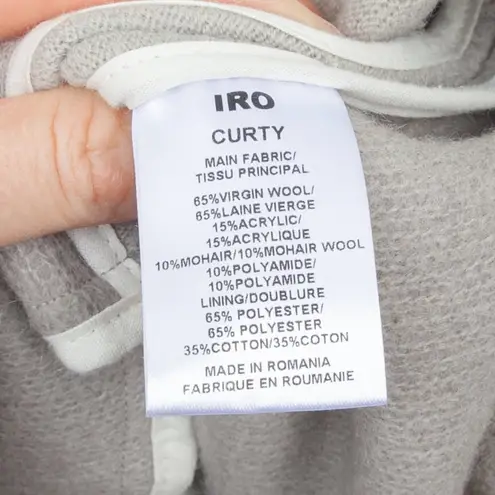 IRO
CURTY
MAIN FABRIC/
TISSU PRINCIPAL
65%VIRGIN WOOL/
65%LAINE VIERGE
15%ACRYLIC/
15%ACRYLIQUE
10%MOHAIR/10%MOHAIR WOOL
10%POLYAMIDE/
10%POLYAMIDE
LINING/DOUBLURE
65% POLYESTER/
65% POLYESTER
35%COTTON/35%COTON
MADE IN ROMANIA
FABRIQUE EN ROUMANIE